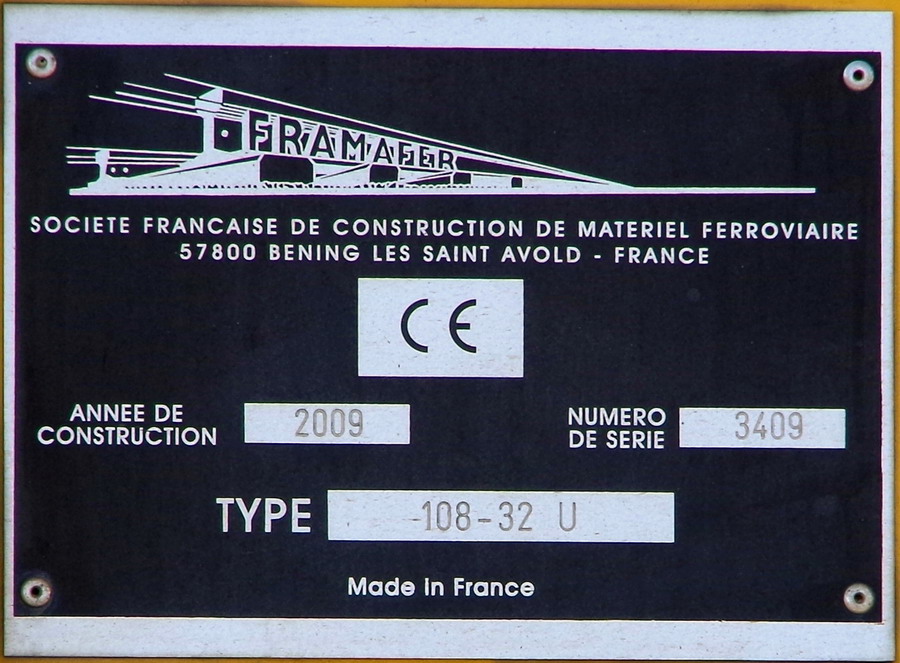 FRAMAFER
SOCIETE FRANCAISE DE CONSTRUCTION DE MATERIEL FERROVIAIRE
57800 BENING LES SAINT AVOLD - FRANCE
CE
ANNEE DE
CONSTRUCTION 2009
NUMERO
DE SERIE 3409
TYPE 108-32 U
Made in France